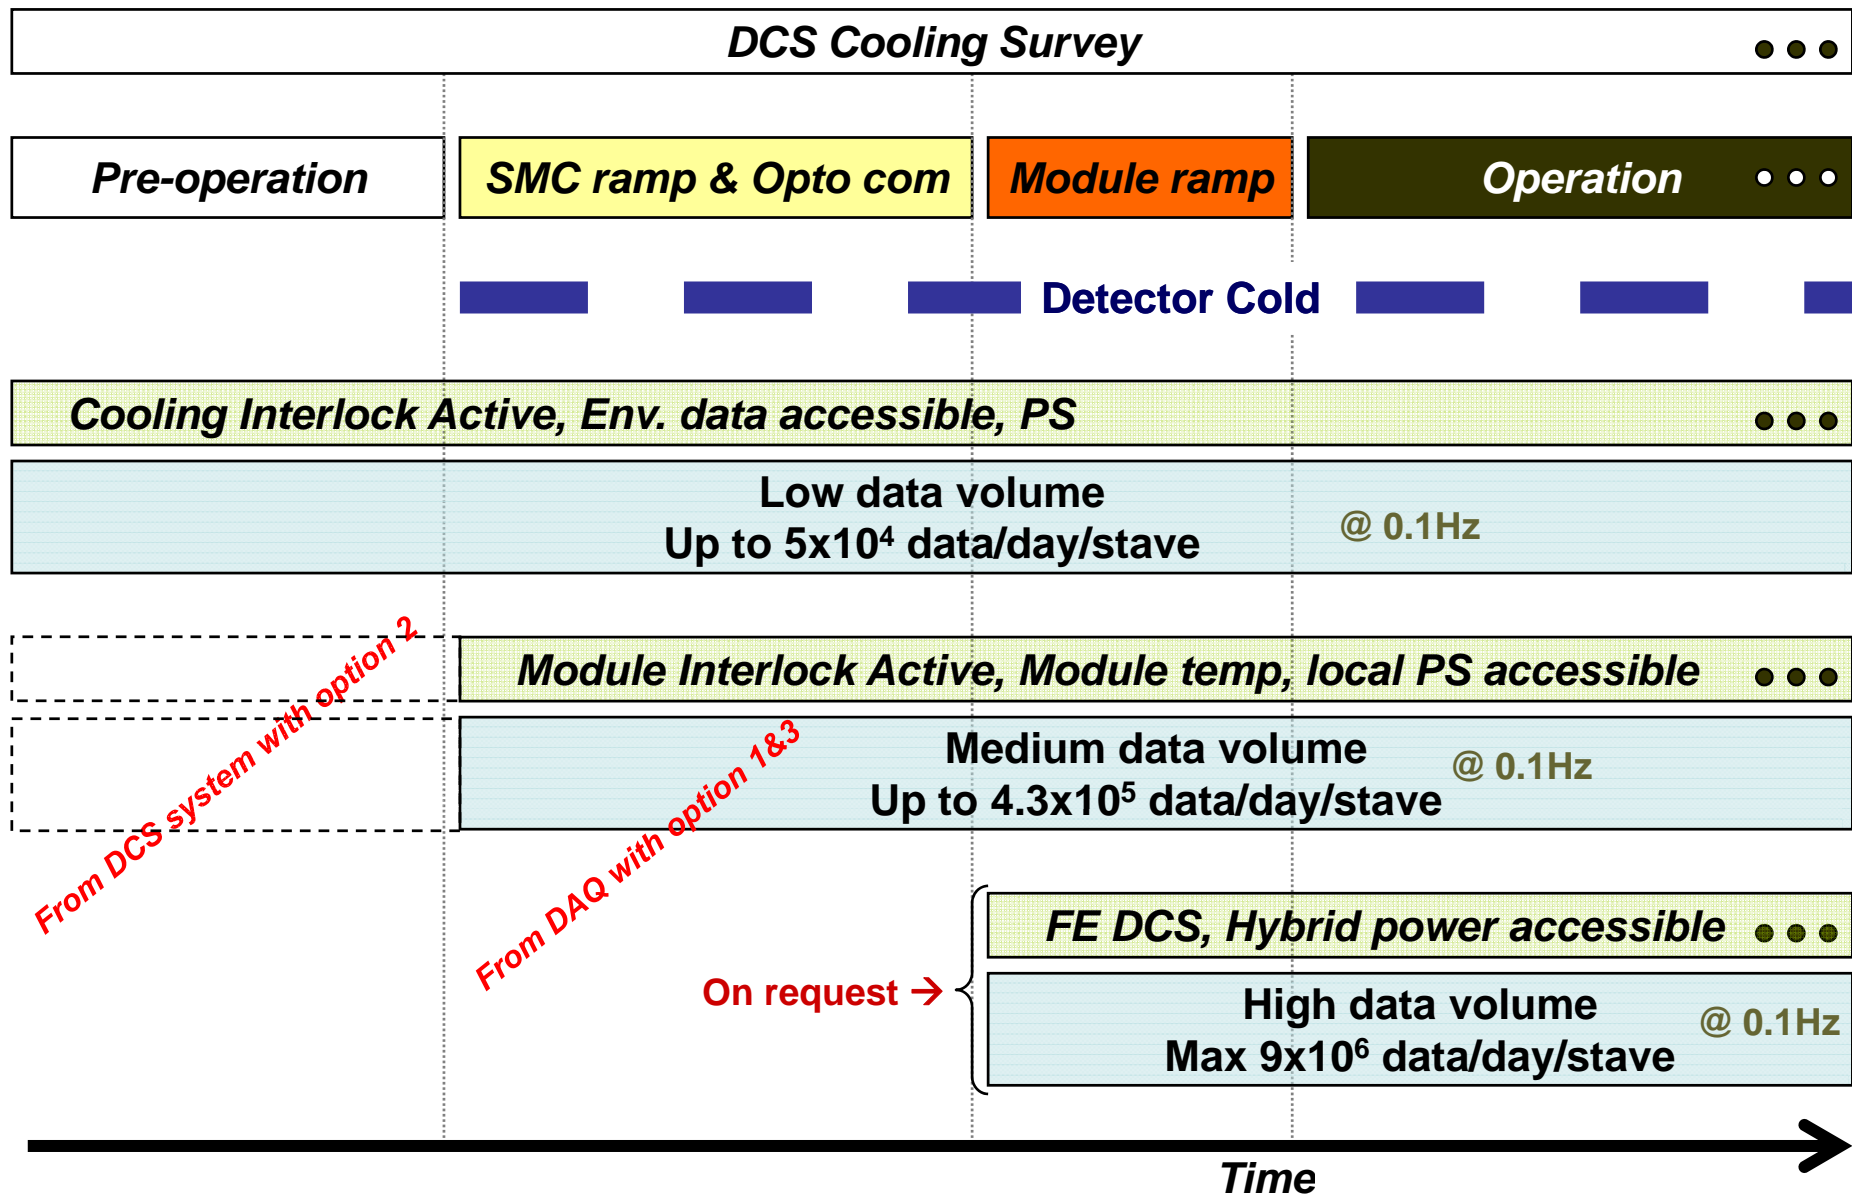 DCS Cooling Survey
Pre-operation
SMC ramp & Opto com
Module ramp
Operation
Detector Cold
Cooling Interlock Active, Env. data accessible, PS
Low data volume
Up to 5x10⁴ data/day/stave
@ 0.1Hz
From DCS system with option 2
Module Interlock Active, Module temp, local PS accessible
Medium data volume
Up to 4.3x10⁵ data/day/stave
@ 0.1Hz
From DAQ with option 1&3
FE DCS, Hybrid power accessible
On request →
High data volume
Max 9x10⁶ data/day/stave
@ 0.1Hz
Time